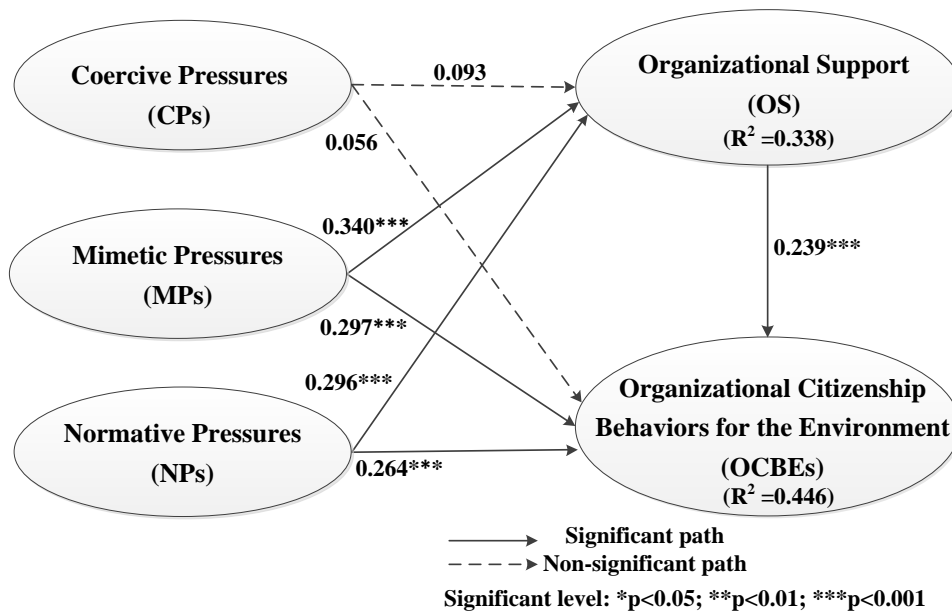 Coercive Pressures
(CPs)
0.093
Organizational Support
(OS)
(R² =0.338)
0.056
0.340***
Mimetic Pressures
(MPs)
0.239***
0.297***
0.296***
Normative Pressures
(NPs)
0.264***
Organizational Citizenship
Behaviors for the Environment
(OCBEs)
(R² =0.446)
Significant path
Non-significant path
Significant level: *p<0.05; **p<0.01; ***p<0.001